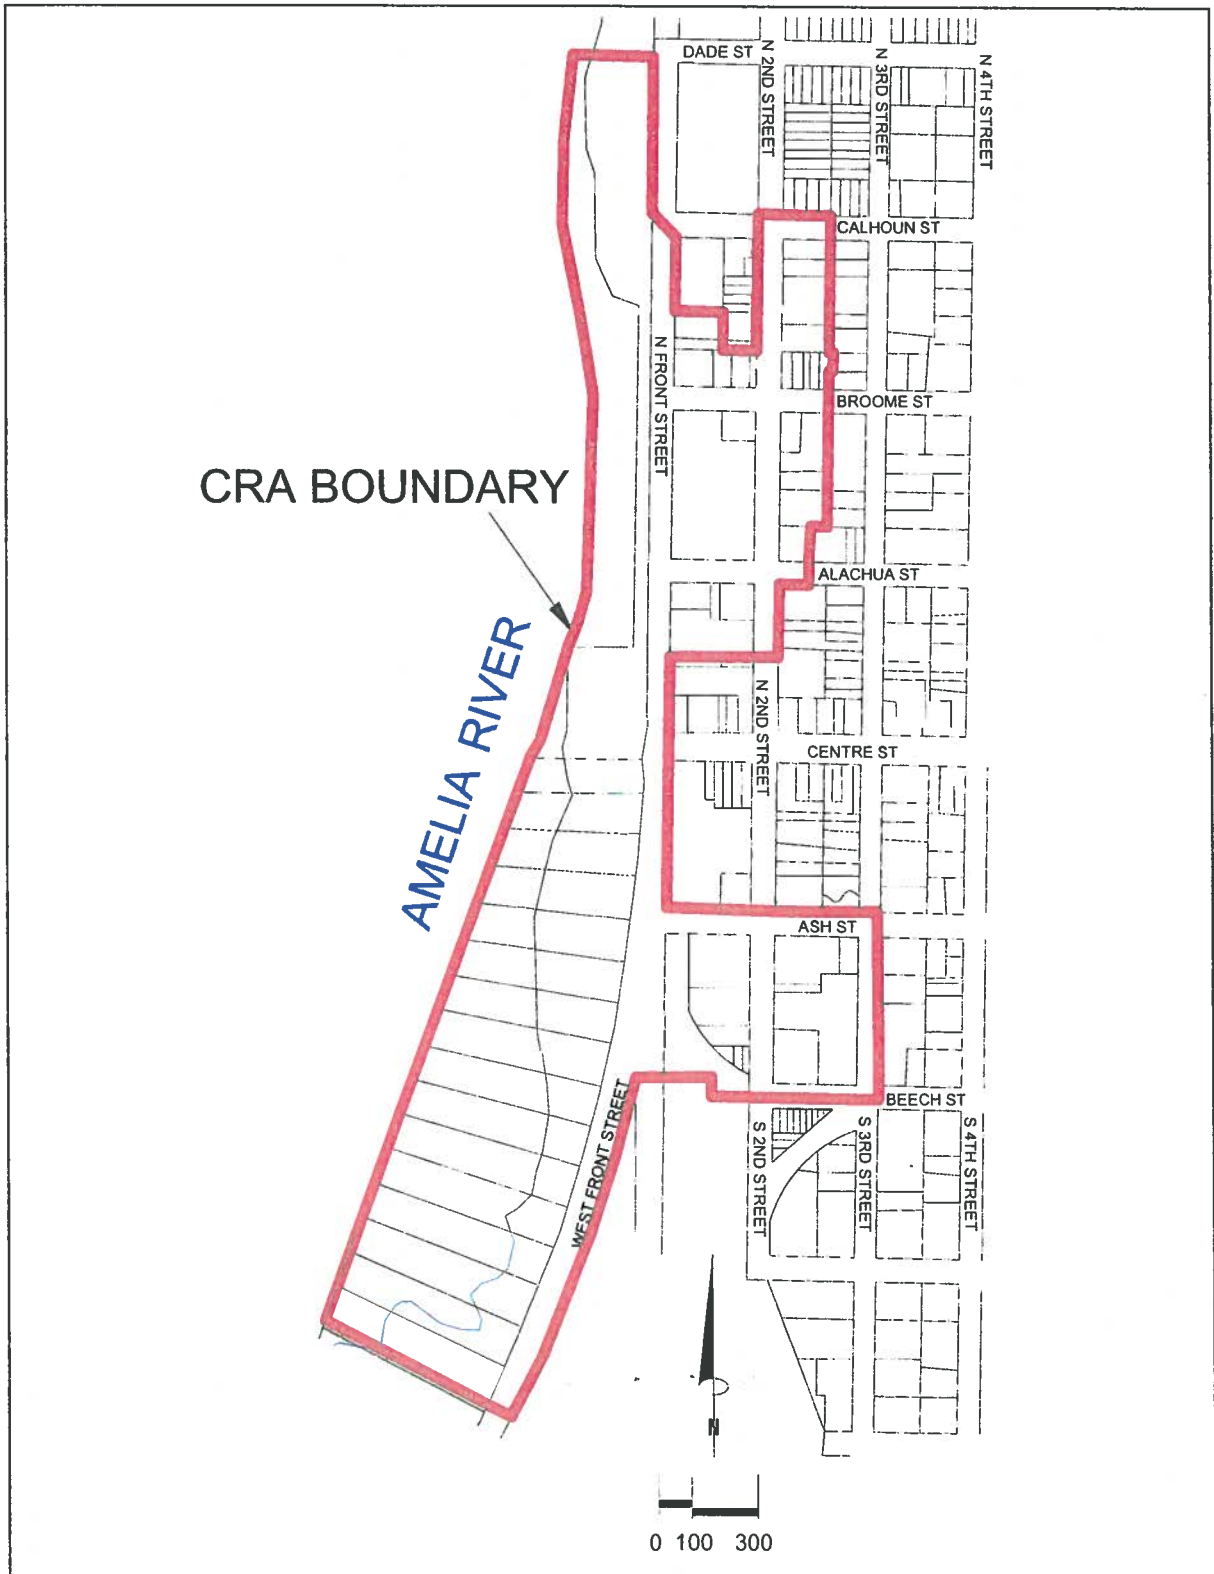 DADE ST
N 2ND STREET
N 3RD STREET
N 4TH STREET
CALHOUN ST
N FRONT STREET
BROOME ST
CRA BOUNDARY
ALACHUA ST
AMELIA RIVER
N 2ND STREET
CENTRE ST
ASH ST
WEST FRONT STREET
BEECH ST
S 2ND STREET
S 3RD STREET
S 4TH STREET
N
0 100 300